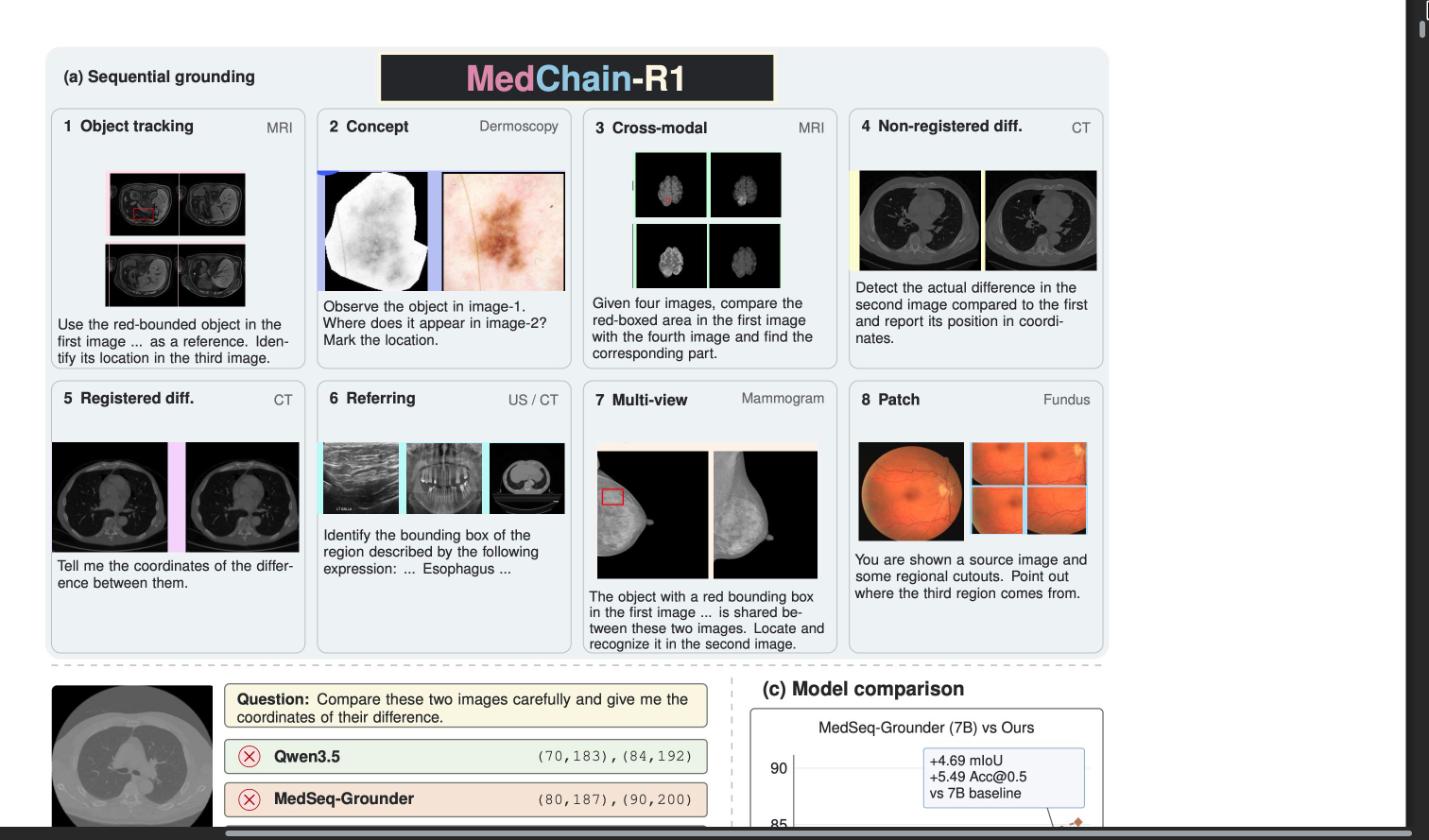 (a) Sequential grounding
MedChain-R1
1 Object tracking
MRI
Use the red-bounded object in the
first image ... as a reference. Iden-
tify its location in the third image.
2 Concept
Dermoscopy
Observe the object in image-1.
Where does it appear in image-2?
Mark the location.
3 Cross-modal
MRI
Given four images, compare the
red-boxed area in the first image
with the fourth image and find the
corresponding part.
4 Non-registered diff.
CT
Detect the actual difference in the
second image compared to the first
and report its position in coordi-
nates.
5 Registered diff.
CT
Tell me the coordinates of the differ-
ence between them.
6 Referring
US / CT
Identify the bounding box of the
region described by the following
expression: ... Esophagus ...
7 Multi-view
Mammogram
The object with a red bounding box
in the first image ... is shared be-
tween these two images. Locate and
recognize it in the second image.
8 Patch
Fundus
You are shown a source image and
some regional cutouts. Point out
where the third region comes from.
Question: Compare these two images carefully and give me the
coordinates of their difference.
Qwen3.5
(70,183),(84,192)
MedSeq-Grounder
(80,187),(90,200)
(c) Model comparison
MedSeq-Grounder (7B) vs Ours
90
+4.69 mIoU
+5.49 Acc@0.5
vs 7B baseline
85